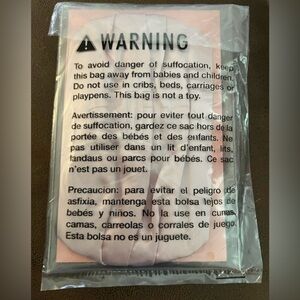 WARNING
To avoid danger of suffocation, keep
this bag away from babies and children.
Do not use in cribs, beds, carriages or
playpens. This bag is not a toy.
Avertisement: pour eviter tout danger
de suffocation, gardez ce sac hors de la
portée des bébés et des enfants. Ne
pas utiliser dans un lit d'enfant, lits,
landaus ou parcs pour bébés. Ce sac
n'est pas un jouet.
Precaucion: para evitar el peligro de
asfixia, mantenga esta bolsa lejos de
bebés y ninos. No la use en cunas,
camas, carreolas o corrales de juego.
Esta bolsa no es un juguete.